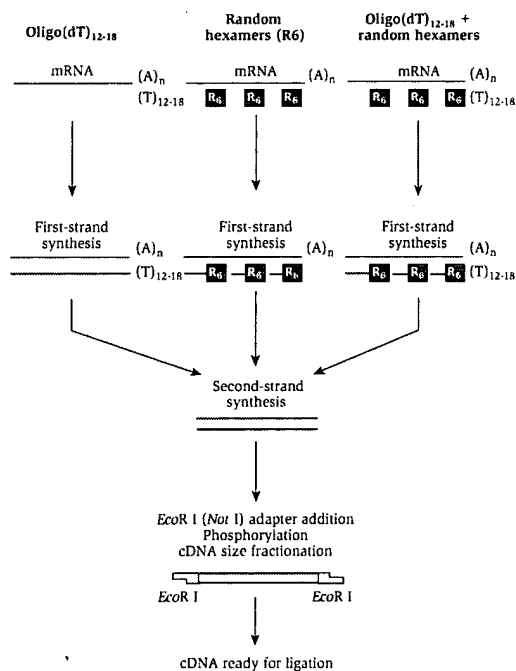 Oligo(dT)12-18
Random
hexamers (R6)
Oligo(dT)12-18 +
random hexamers
mRNA (A)n
(T)12-18
mRNA (A)n
R6 R6 R6
mRNA (A)n
R6 R6 R6 (T)12-18
First-strand
synthesis (A)n
(T)12-18
First-strand
synthesis (A)n
R6 R6 R6
First-strand
synthesis (A)n
R6 R6 R6 (T)12-18
Second-strand
synthesis
EcoR I (Not I) adapter addition
Phosphorylation
cDNA size fractionation
EcoR I EcoR I
cDNA ready for ligation